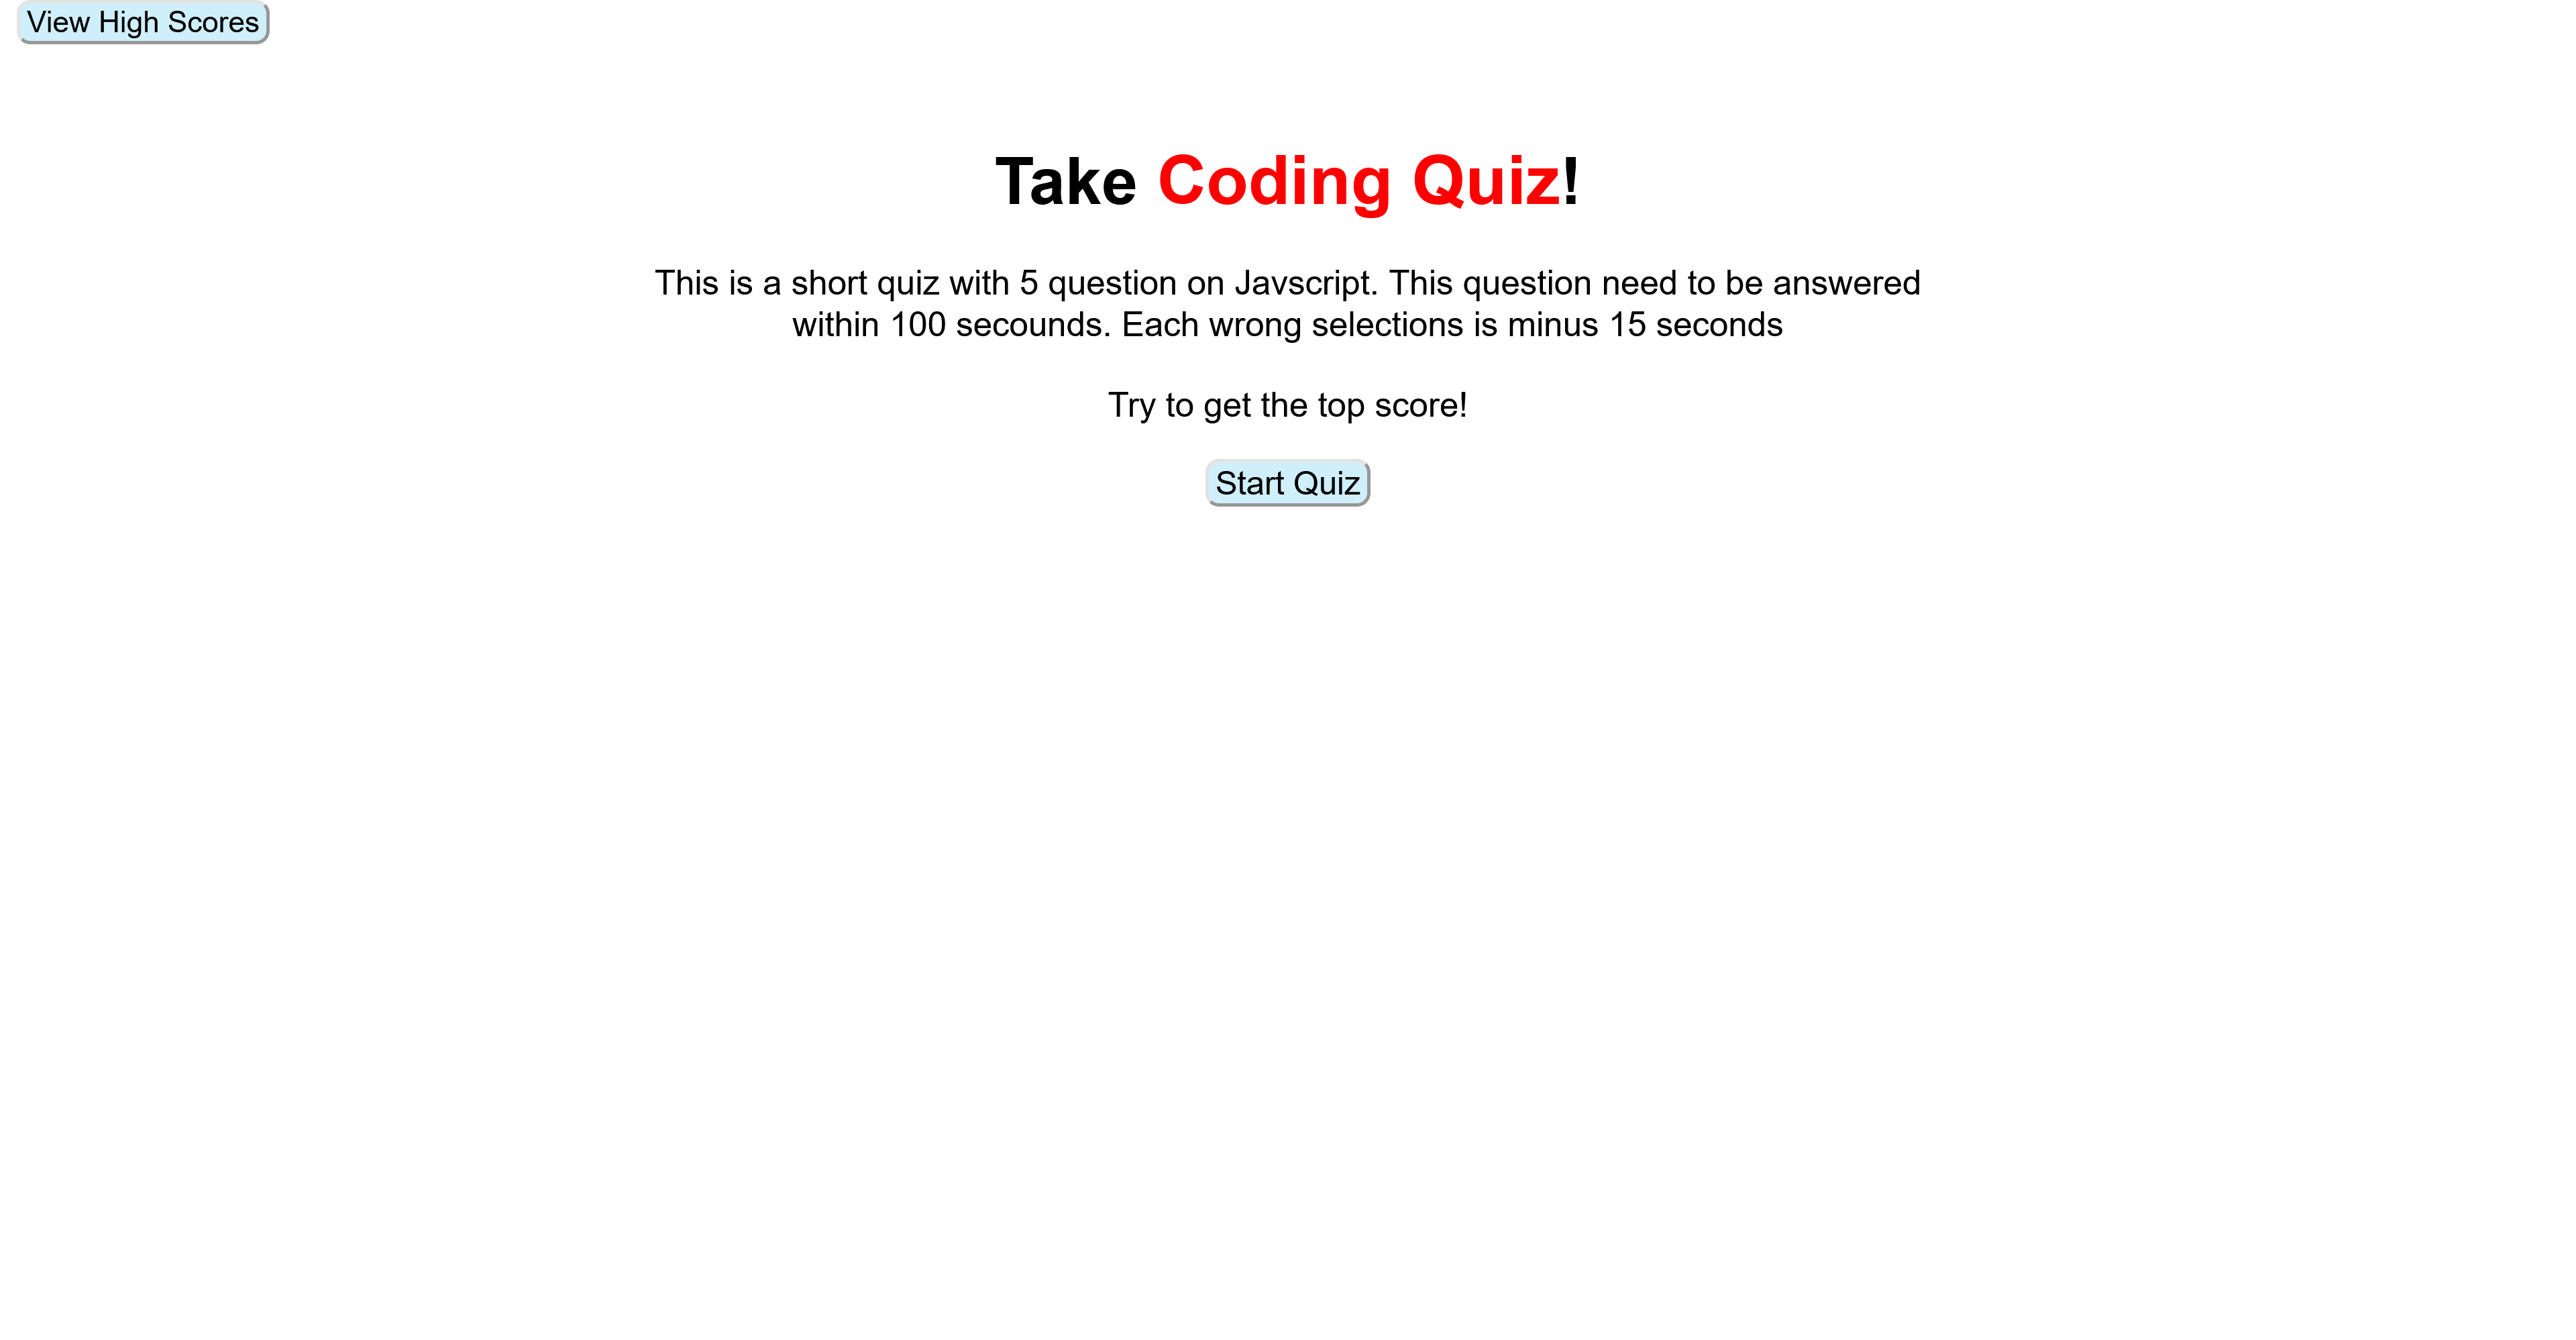 View High Scores
Take Coding Quiz!
This is a short quiz with 5 question on Javscript. This question need to be answered
within 100 secounds. Each wrong selections is minus 15 seconds
Try to get the top score!
Start Quiz